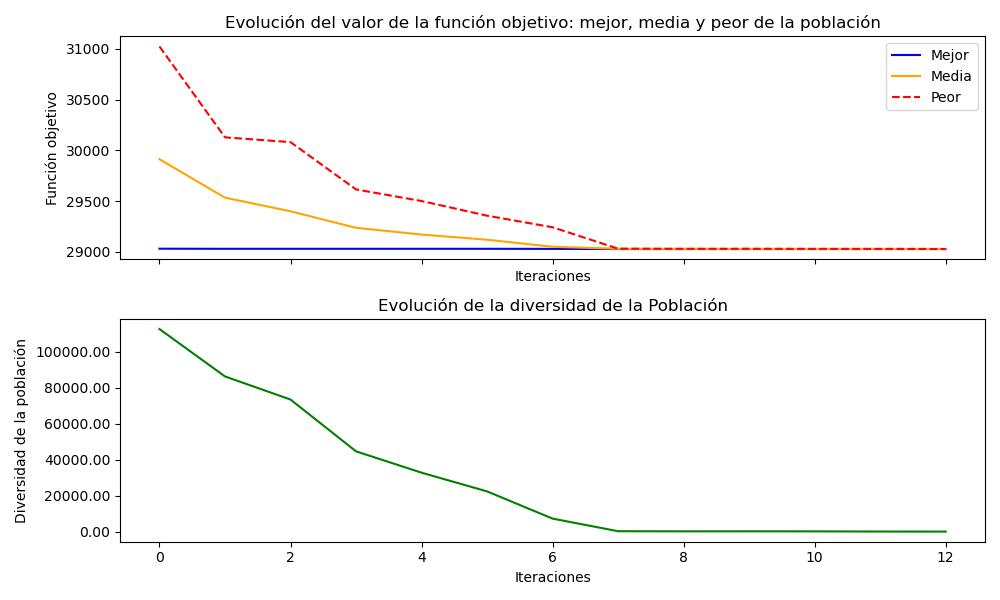 Evolución del valor de la función objetivo: mejor, media y peor de la población
31000
30500
30000
29500
29000
Función objetivo
Mejor
Media
Peor
Iteraciones
Evolución de la diversidad de la Población
100000.00
80000.00
60000.00
40000.00
20000.00
0.00
Diversidad de la población
0 2 4 6 8 10 12
Iteraciones